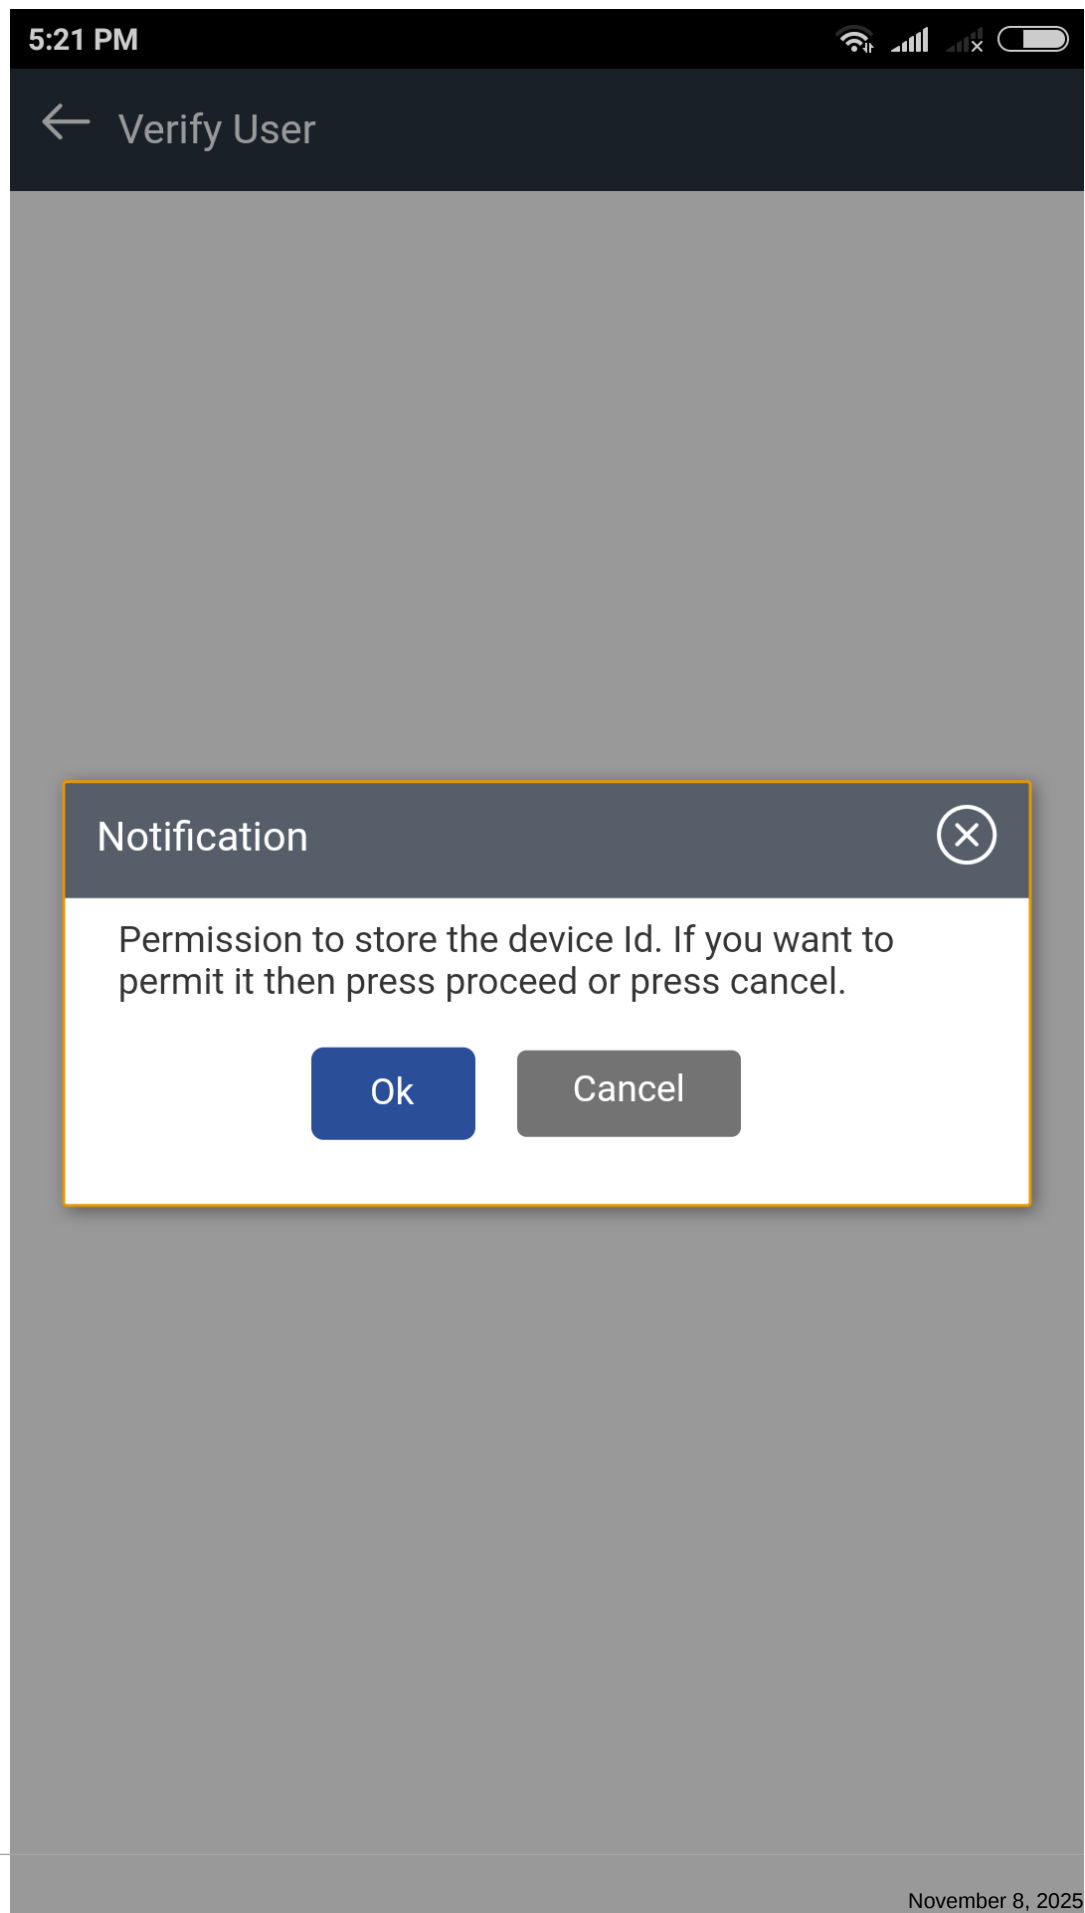 5:21 PM
Verify User
Notification
Permission to store the device Id. If you want to
permit it then press proceed or press cancel.
Ok
Cancel
November 8, 2025